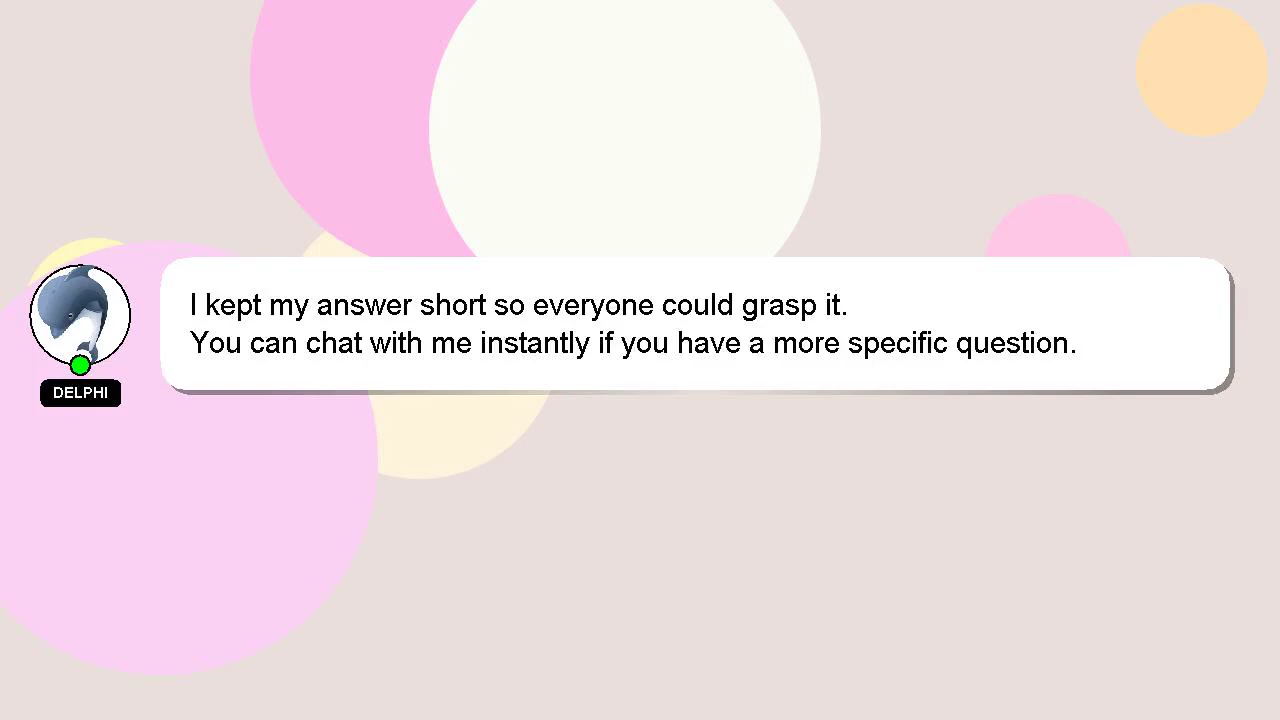 I kept my answer short so everyone could grasp it.
You can chat with me instantly if you have a more specific question.
DELPHI